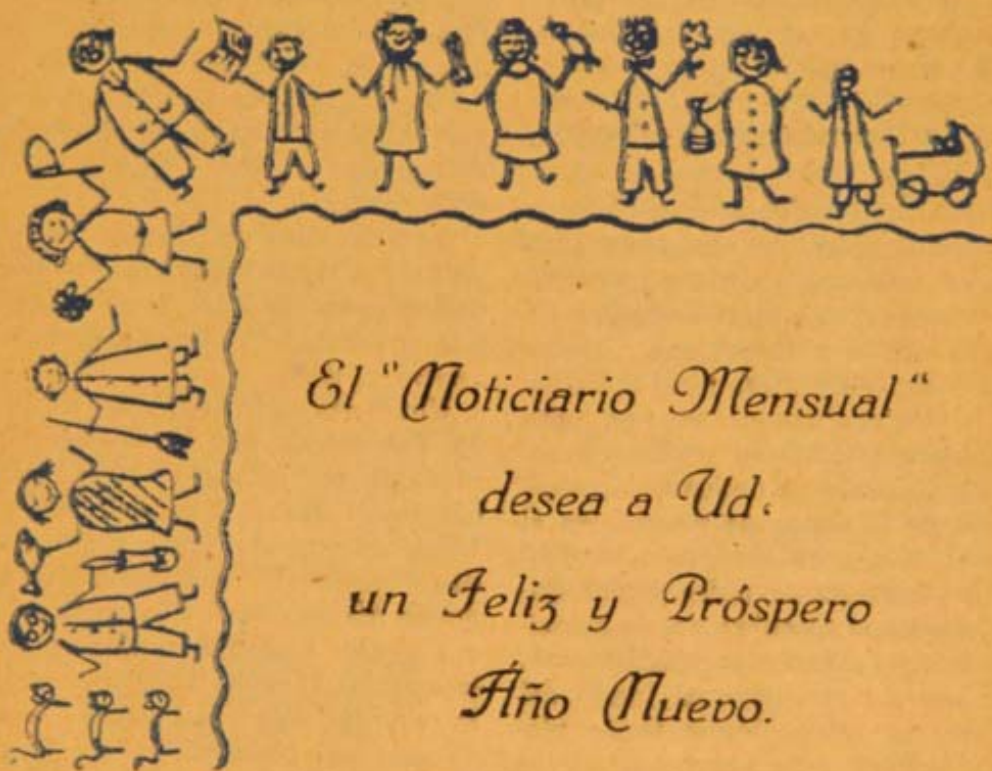 El "Noticiario Mensual"
desea a Ud.
un Feliz y Próspero
Año Nuevo.